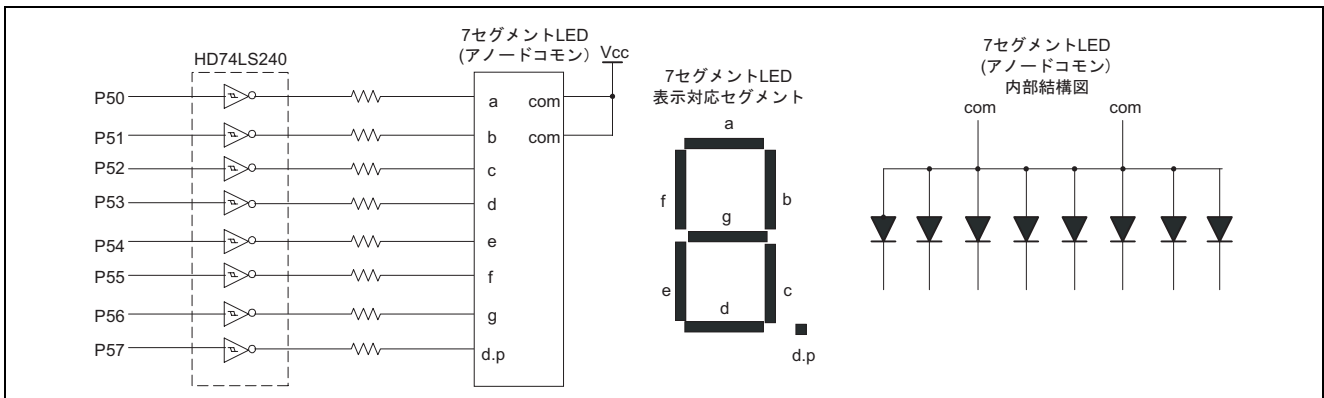 HD74LS240
P50
P51
P52
P53
P54
P55
P56
P57
7セグメントLED
(アノードコモン)
Vcc
a com
b com
c
d
e
f
g
d.p
7セグメントLED
表示対応セグメント
a
f b
g
e c
d
d.p
7セグメントLED
(アノードコモン)
内部結構図
com com